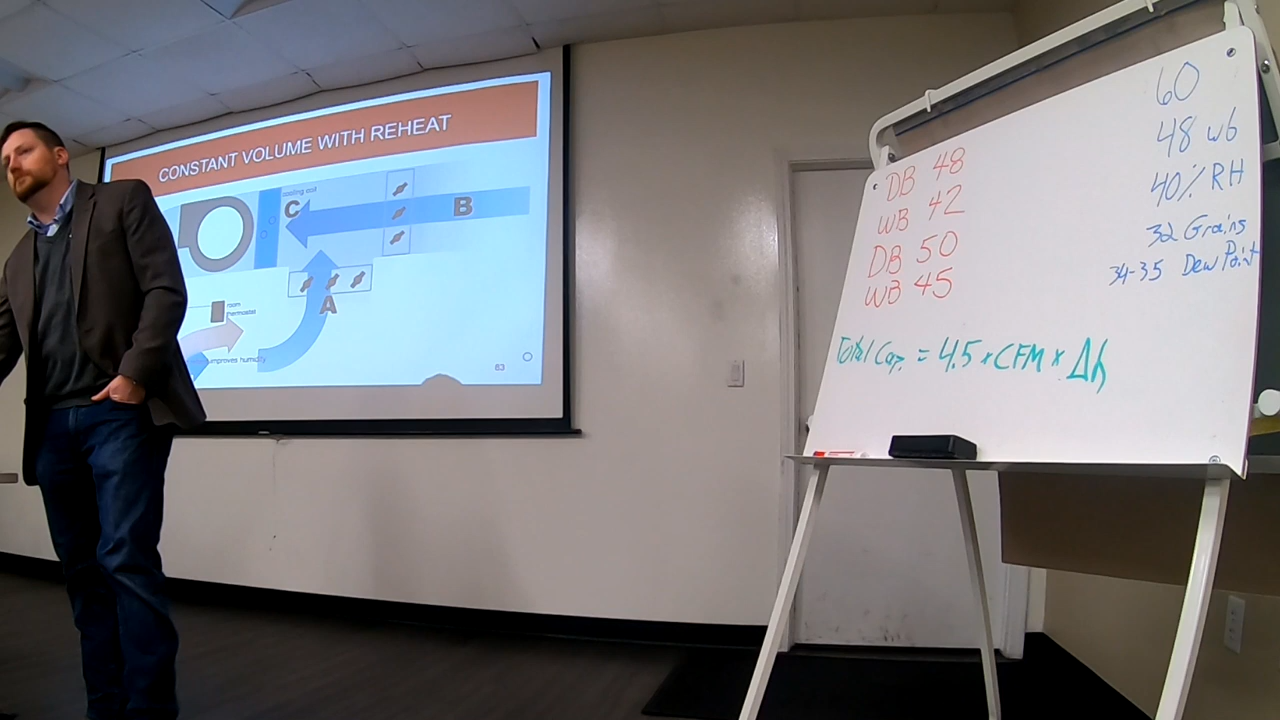 CONSTANT VOLUME WITH REHEAT
cooling coil
C
B
A
room
thermostat
improves humidity
63
DB 48
WB 42
DB 50
WB 45
Total Cap. = 4.5 * CFM * Δh
60
48 wb
40% RH
32 Grains
34-35 Dew Point